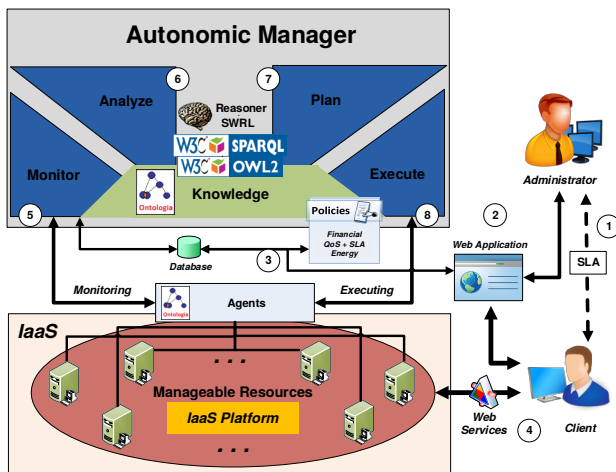 Autonomic Manager
6
7
Analyze
Reasoner
SWRL
Plan
W3C SPARQL
W3C OWL2
Monitor
Execute
Knowledge
Ontologia
5
8
Policies
Financial
QoS + SLA
Energy
Database
3
Administrator
2
1
Web Application
SLA
Monitoring
Ontologia
Agents
Executing
IaaS
. . .
Manageable Resources
IaaS Platform
. . .
Web
Services
4
Client